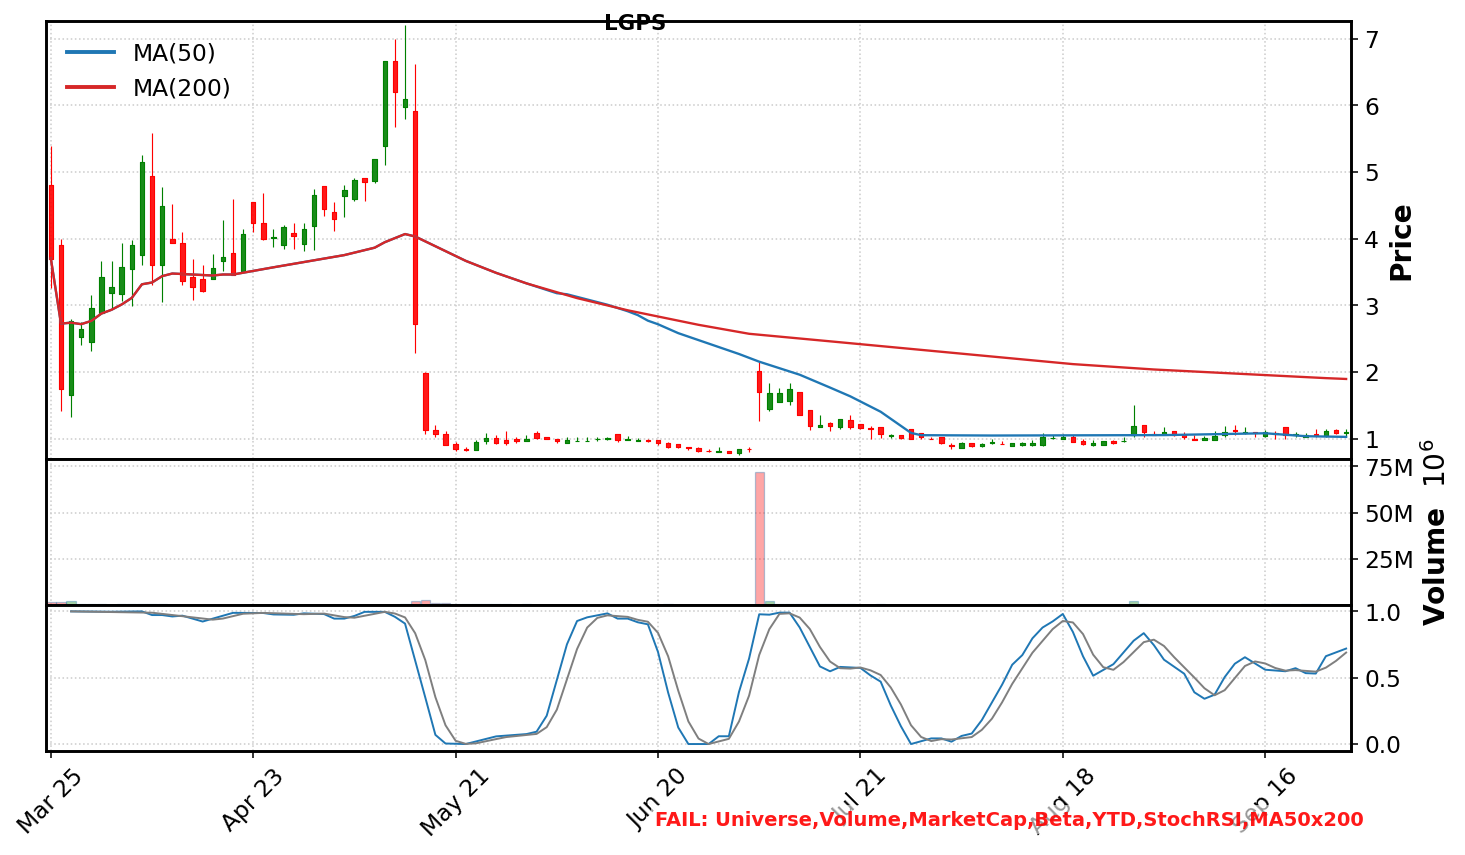 LGPS
MA(50)
MA(200)
7
6
5
4
3
2
1
Price
75M
50M
25M
Volume 10^6
1.0
0.5
0.0
Mar 25
Apr 23
May 21
Jun 20
Jul 21
Aug 18
Sep 16
FAIL: Universe,Volume,MarketCap,Beta,YTD,StochRSI,MA50x200